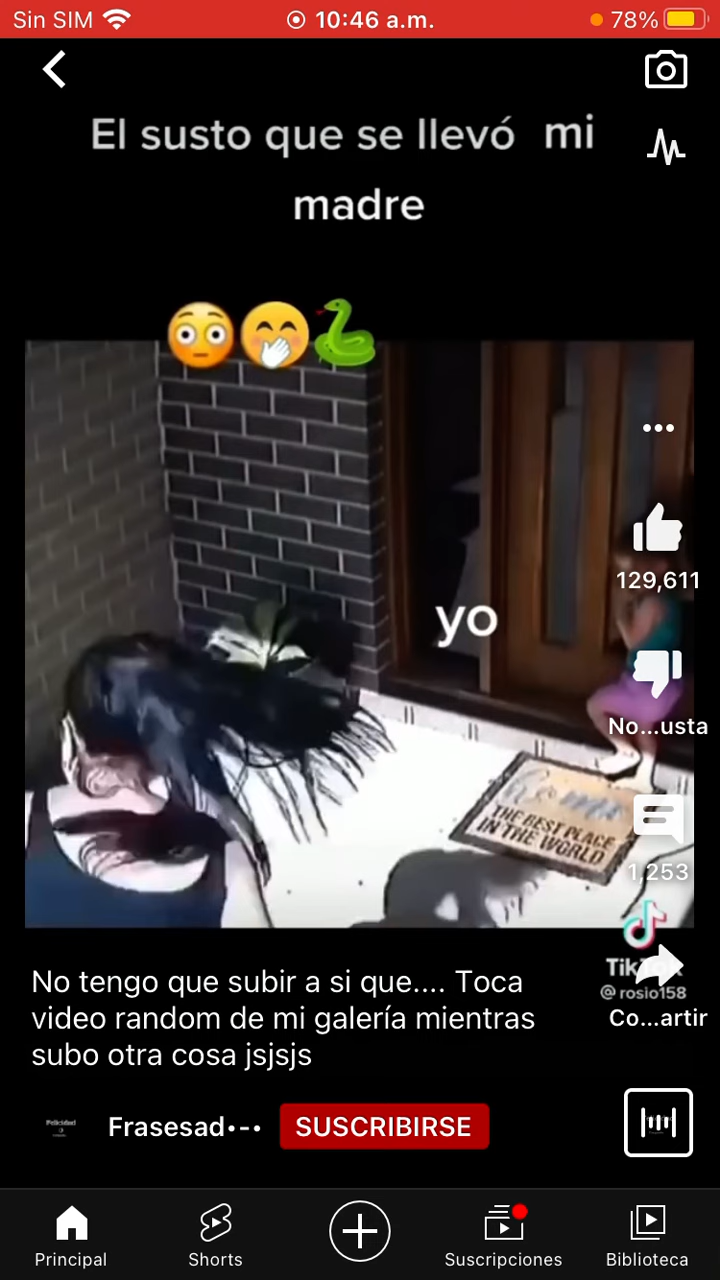 Sin SIM 10:46 a.m. 78%
El susto que se llevó mi
madre
yo
129,611
No...usta
THE BEST PLACE
IN THE WORLD
1,253
TikTok
@rosio158
Co...artir
No tengo que subir a si que.... Toca
video random de mi galería mientras
subo otra cosa jsjsjs
Felicidad
Frasesad•-•
SUSCRIBIRSE
Principal
Shorts
Suscripciones
Biblioteca